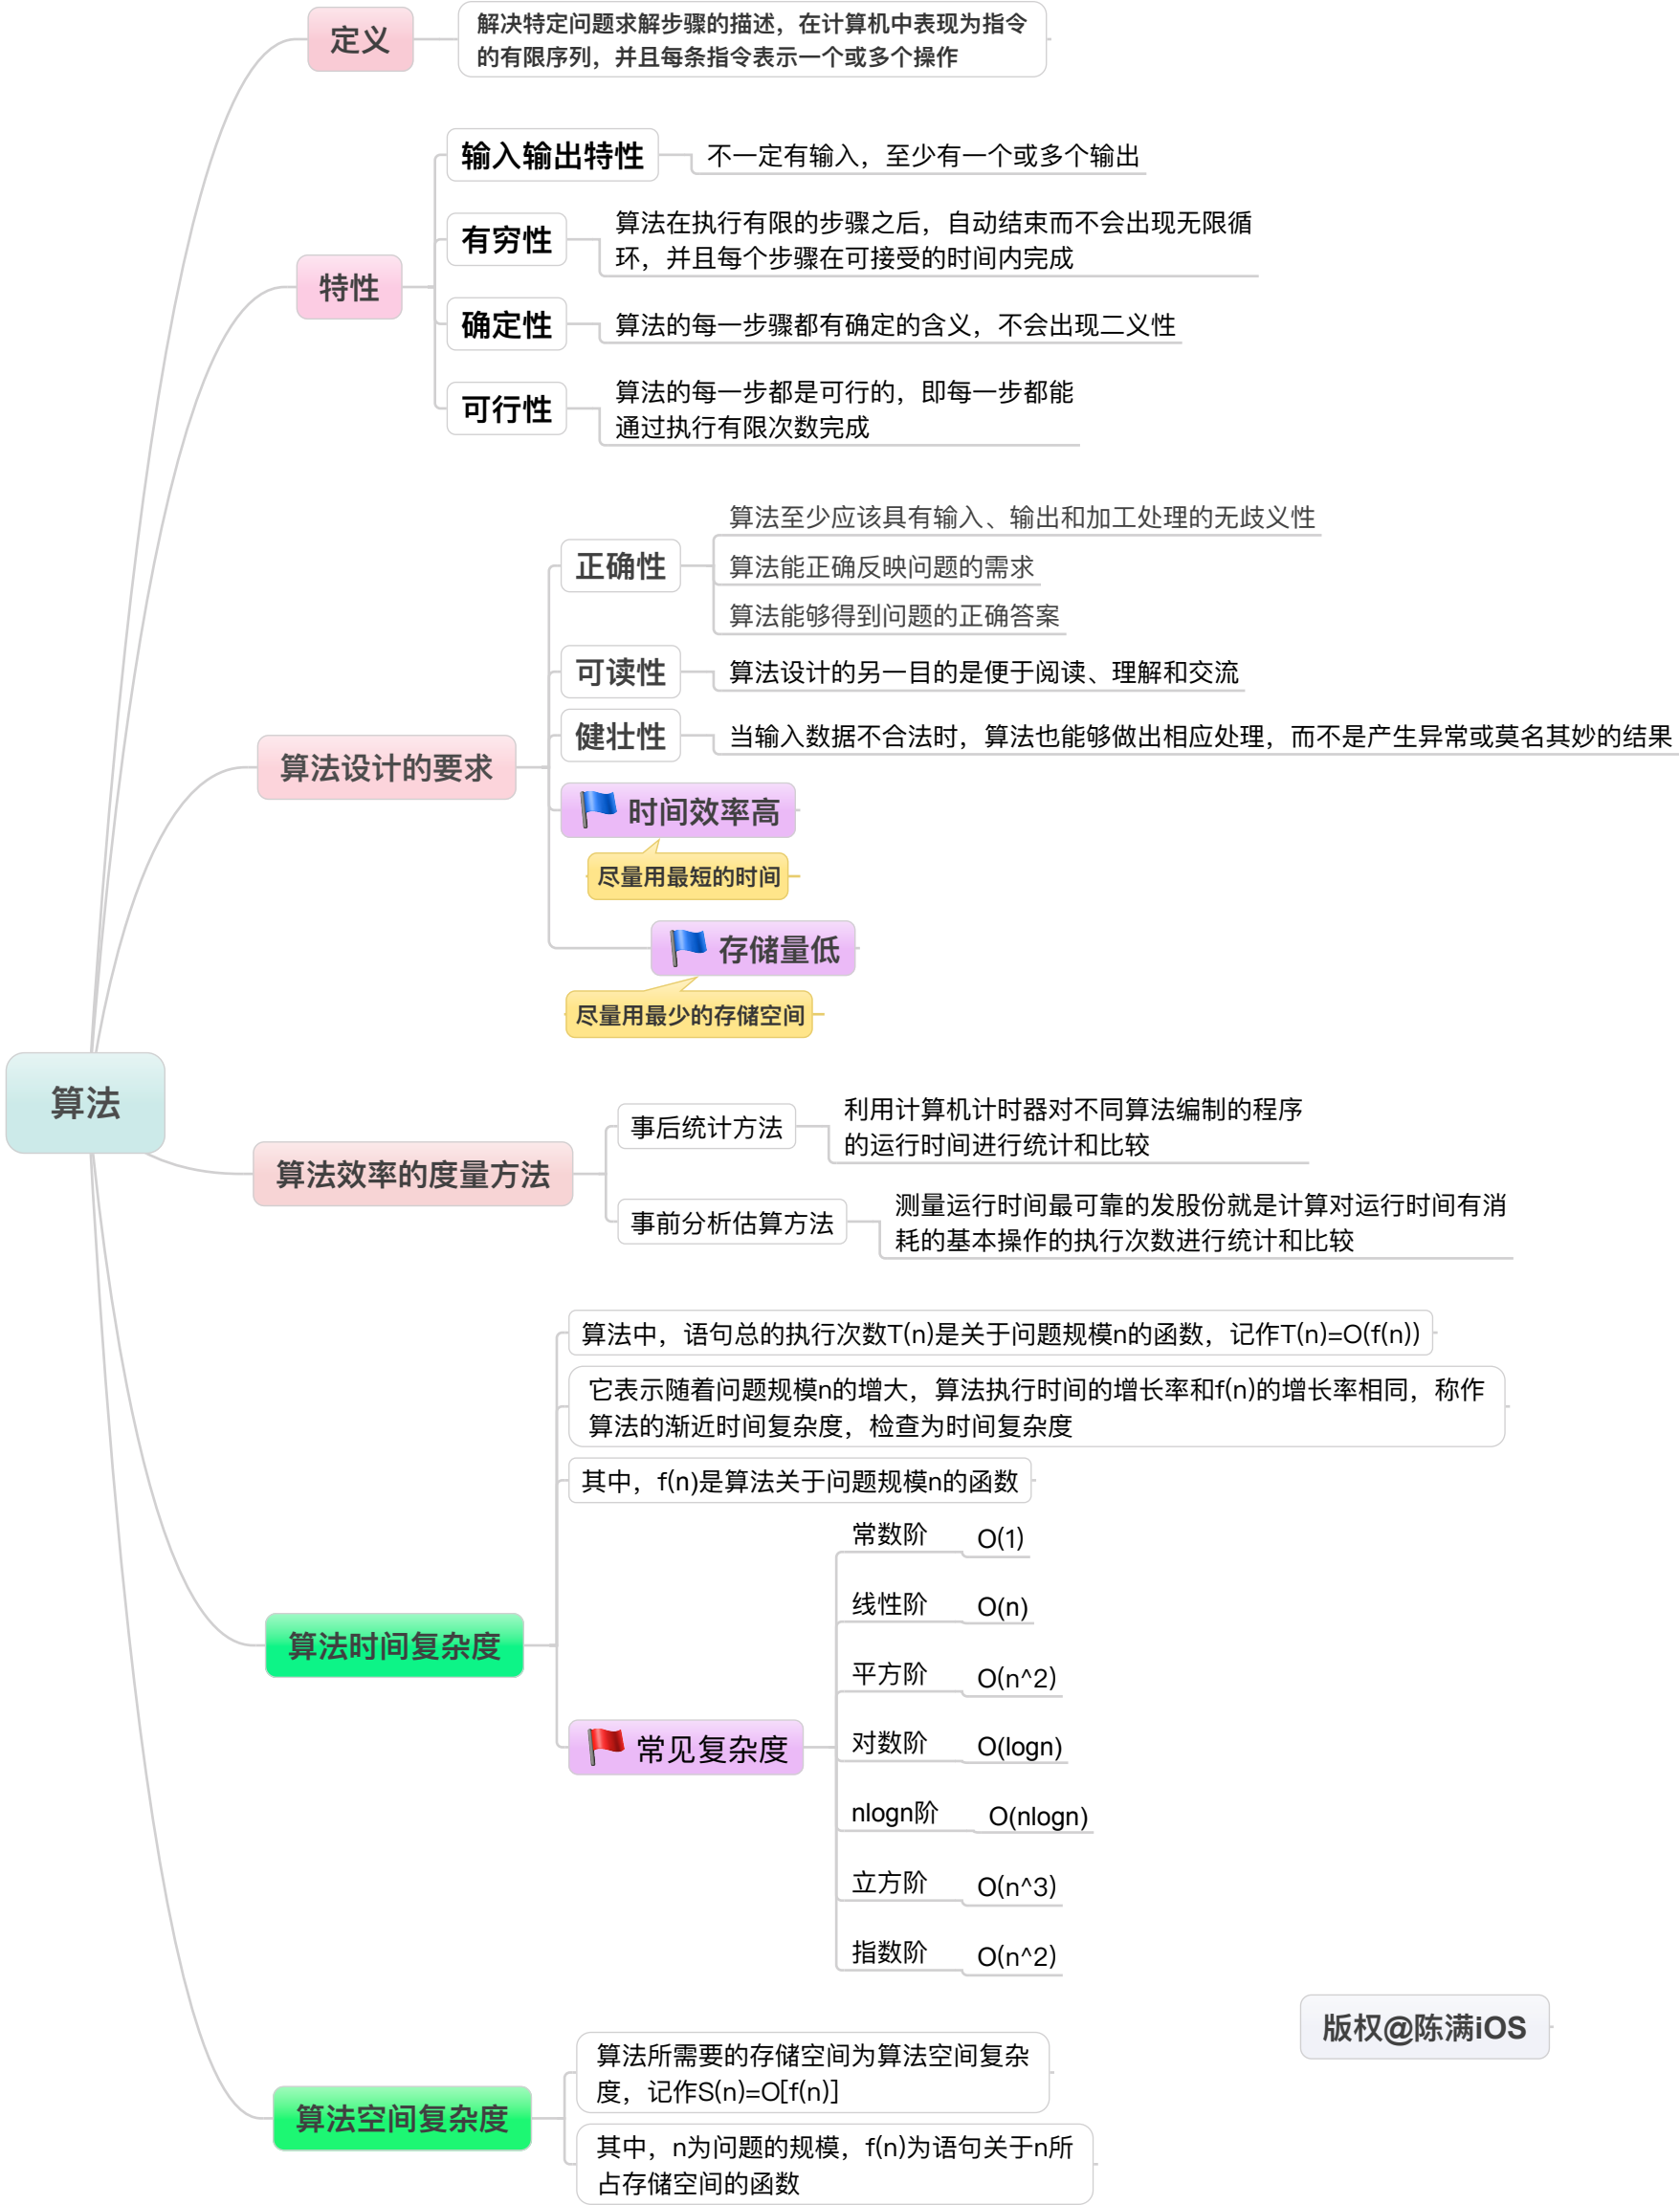 定义
解决特定问题求解步骤的描述，在计算机中表现为指令
的有限序列，并且每条指令表示一个或多个操作
特性
输入输出特性
不一定有输入，至少有一个或多个输出
有穷性
算法在执行有限的步骤之后，自动结束而不会出现无限循
环，并且每个步骤在可接受的时间内完成
确定性
算法的每一步骤都有确定的含义，不会出现二义性
可行性
算法的每一步都是可行的，即每一步都能
通过执行有限次数完成
算法设计的要求
正确性
算法至少应该具有输入、输出和加工处理的无歧义性
算法能正确反映问题的需求
算法能够得到问题的正确答案
可读性
算法设计的另一目的是便于阅读、理解和交流
健壮性
当输入数据不合法时，算法也能够做出相应处理，而不是产生异常或莫名其妙的结果
时间效率高
尽量用最短的时间
存储量低
尽量用最少的存储空间
算法
算法效率的度量方法
事后统计方法
利用计算机计时器对不同算法编制的程序
的运行时间进行统计和比较
事前分析估算方法
测量运行时间最可靠的发股份就是计算对运行时间有消
耗的基本操作的执行次数进行统计和比较
算法时间复杂度
算法中，语句总的执行次数T(n)是关于问题规模n的函数，记作T(n)=O(f(n))
它表示随着问题规模n的增大，算法执行时间的增长率和f(n)的增长率相同，称作
算法的渐近时间复杂度，检查为时间复杂度
其中，f(n)是算法关于问题规模n的函数
常见复杂度
常数阶 O(1)
线性阶 O(n)
平方阶 O(n^2)
对数阶 O(logn)
nlogn阶 O(nlogn)
立方阶 O(n^3)
指数阶 O(n^2)
版权@陈满iOS
算法空间复杂度
算法所需要的存储空间为算法空间复杂
度，记作S(n)=O[f(n)]
其中，n为问题的规模，f(n)为语句关于n所
占存储空间的函数